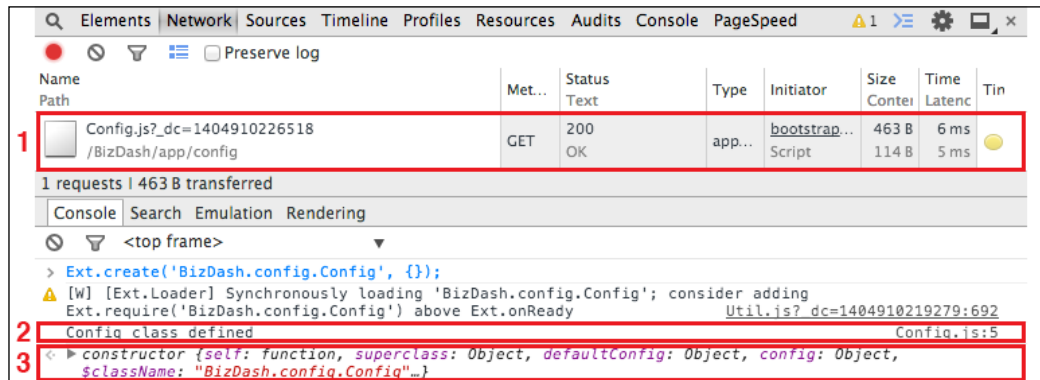 Elements Network Sources Timeline Profiles Resources Audits Console PageSpeed 1
Preserve log
Name Met... Status Type Initiator Size Time Tin
Path Text Conter Latenc
1 Config.js?_dc=1404910226518 GET 200 app... bootstrap... 463 B 6 ms
/BizDash/app/config OK Script 114 B 5 ms
1 requests | 463 B transferred
Console Search Emulation Rendering
<top frame> ▼
> Ext.create('BizDash.config.Config', {});
[W] [Ext.Loader] Synchronously loading 'BizDash.config.Config'; consider adding
Ext.require('BizDash.config.Config') above Ext.onReady Util.js?_dc=1404910219279:692
2 Config class defined Config.js:5
3 ▶ constructor {self: function, superclass: Object, defaultConfig: Object, config: Object,
$className: "BizDash.config.Config"…}